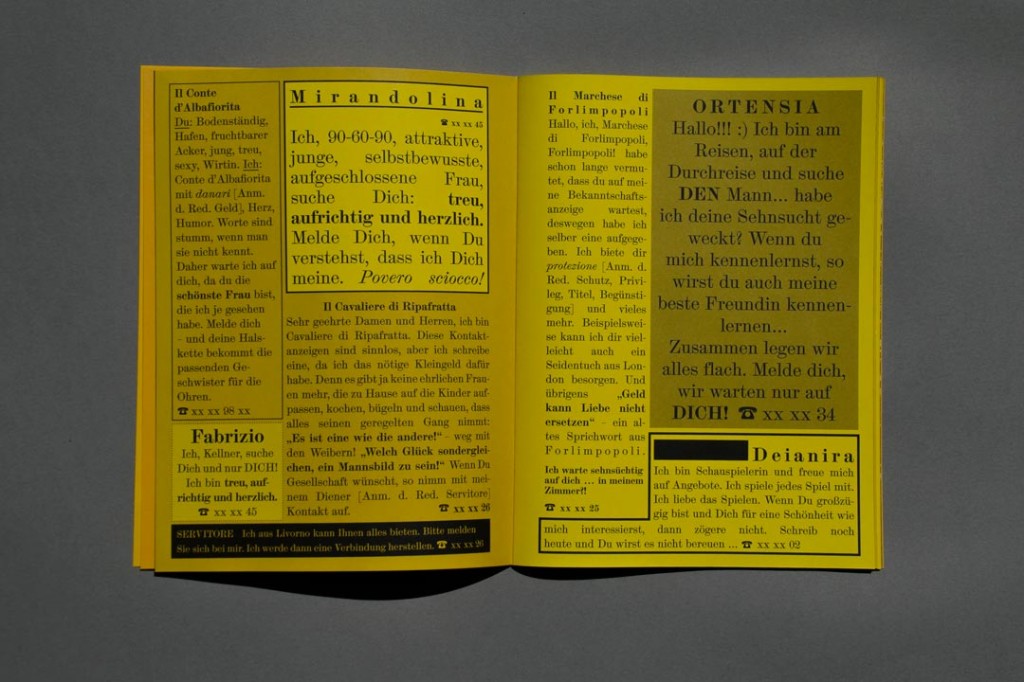 Il Conte
d'Albafiorita
Du: Bodenständig,
Hafen, fruchtbarer
Acker, jung, treu,
sexy, Wirtin. Ich:
Conte d'Albafiorita
mit danari [Anm.
d. Red. Geld], Herz,
Humor. Worte sind
stumm, wenn man
sie nicht kennt.
Daher warte ich auf
dich, da du die
schönste Frau bist,
die ich je gesehen
habe. Melde dich
- und deine Hals-
kette bekommt die
passenden Ge-
schwister für die
Ohren.
☎ xx xx 98 xx
Fabrizio
Ich, Kellner, suche
Dich und nur DICH!
Ich bin treu, auf-
richtig und herzlich.
☎ xx xx 45
Mirandolina
☎ xx xx 45
Ich, 90-60-90, attraktive,
junge, selbstbewusste,
aufgeschlossene Frau,
suche Dich: treu,
aufrichtig und herzlich.
Melde Dich, wenn Du
verstehst, dass ich Dich
meine. Povero sciocco!
Il Cavaliere di Ripafratta
Sehr geehrte Damen und Herren, ich bin
Cavaliere di Ripafratta. Diese Kontakt-
anzeigen sind sinnlos, aber ich schreibe
eine, da ich das nötige Kleingeld dafür
habe. Denn es gibt ja keine ehrlichen Frau-
en mehr, die zu Hause auf die Kinder auf-
passen, kochen, bügeln und schauen, dass
alles seinen geregelten Gang nimmt:
„Es ist eine wie die andere!“ - weg mit
den Weibern! „Welch Glück sonderglei-
chen, ein Mannsbild zu sein!“ Wenn Du
Gesellschaft wünscht, so nimm mit mei-
nem Diener [Anm. d. Red. Servitore]
Kontakt auf. ☎ xx xx 26
SERVITORE Ich aus Livorno kann Ihnen alles bieten. Bitte melden
Sie sich bei mir. Ich werde dann eine Verbindung herstellen. ☎ xx xx 26
Il Marchese di
Forlimpopoli
Hallo, ich, Marchese
di Forlimpopoli,
Forlimpopoli! habe
schon lange vermu-
tet, dass du auf mei-
ne Bekanntschafts-
anzeige wartest,
deswegen habe ich
selber eine aufgege-
ben. Ich biete dir
protezione [Anm. d.
Red. Schutz, Privi-
leg, Titel, Begünsti-
gung] und vieles
mehr. Beispielswei-
se kann ich dir viel-
leicht auch ein
Seidentuch aus Lon-
don besorgen. Und
übrigens „Geld
kann Liebe nicht
ersetzen“ - ein al-
tes Sprichwort aus
Forlimpopoli.
Ich warte sehnsüchtig
auf dich ... in meinem
Zimmer!!
☎ xx xx 25
ORTENSIA
Hallo!!! :) Ich bin am
Reisen, auf der
Durchreise und suche
DEN Mann... habe
ich deine Sehnsucht ge-
weckt? Wenn du
mich kennenlernst, so
wirst du auch meine
beste Freundin kennen-
lernen...
Zusammen legen wir
alles flach. Melde dich,
wir warten nur auf
DICH! ☎ xx xx 34
Deianira
Ich bin Schauspielerin und freue mich
auf Angebote. Ich spiele jedes Spiel mit.
Ich liebe das Spielen. Wenn Du großzü-
gig bist und Dich für eine Schönheit wie
mich interessierst, dann zögere nicht. Schreib noch
heute und Du wirst es nicht bereuen ... ☎ xx xx 02